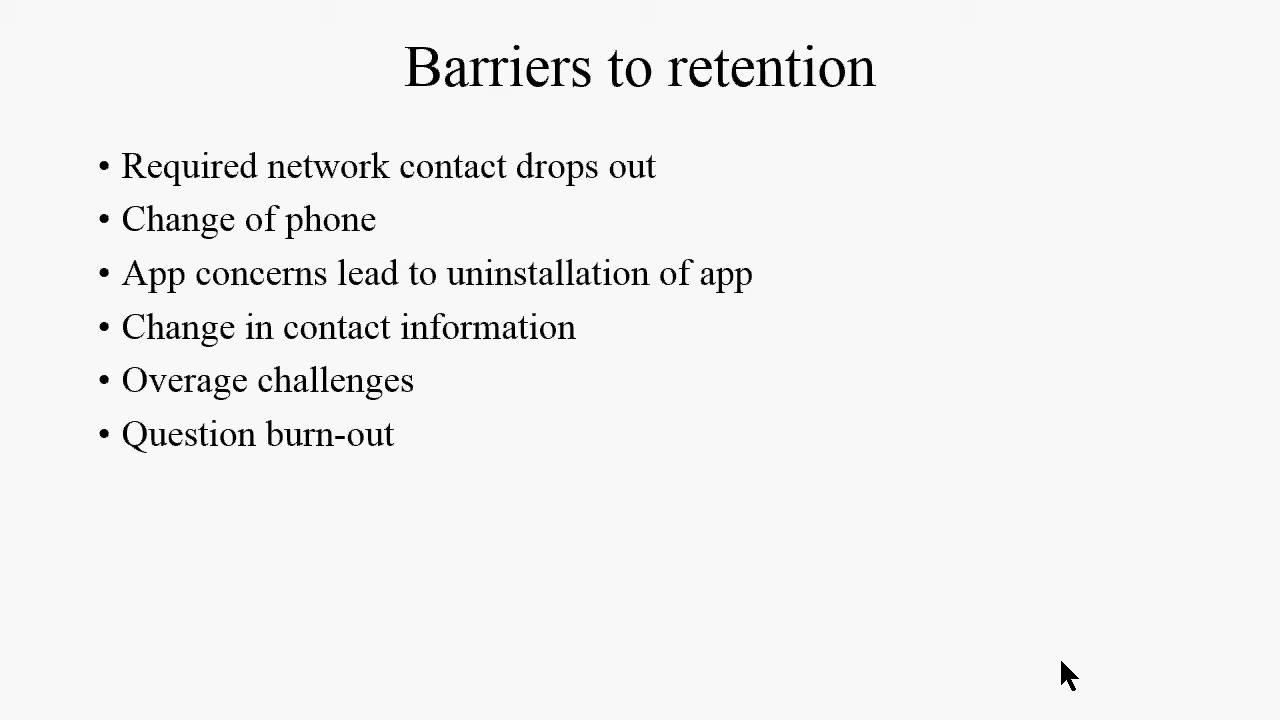 Barriers to retention
• Required network contact drops out
• Change of phone
• App concerns lead to uninstallation of app
• Change in contact information
• Overage challenges
• Question burn-out